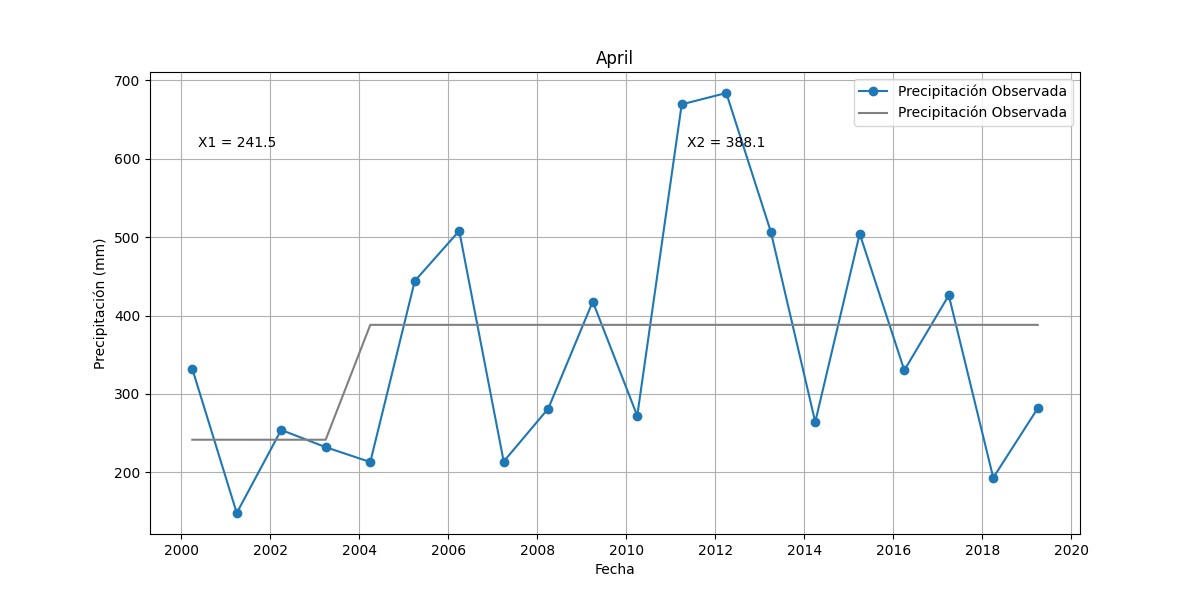 April
Precipitación Observada
Precipitación Observada
X1 = 241.5
X2 = 388.1
Precipitación (mm)
700
600
500
400
300
200
2000 2002 2004 2006 2008 2010 2012 2014 2016 2018 2020
Fecha